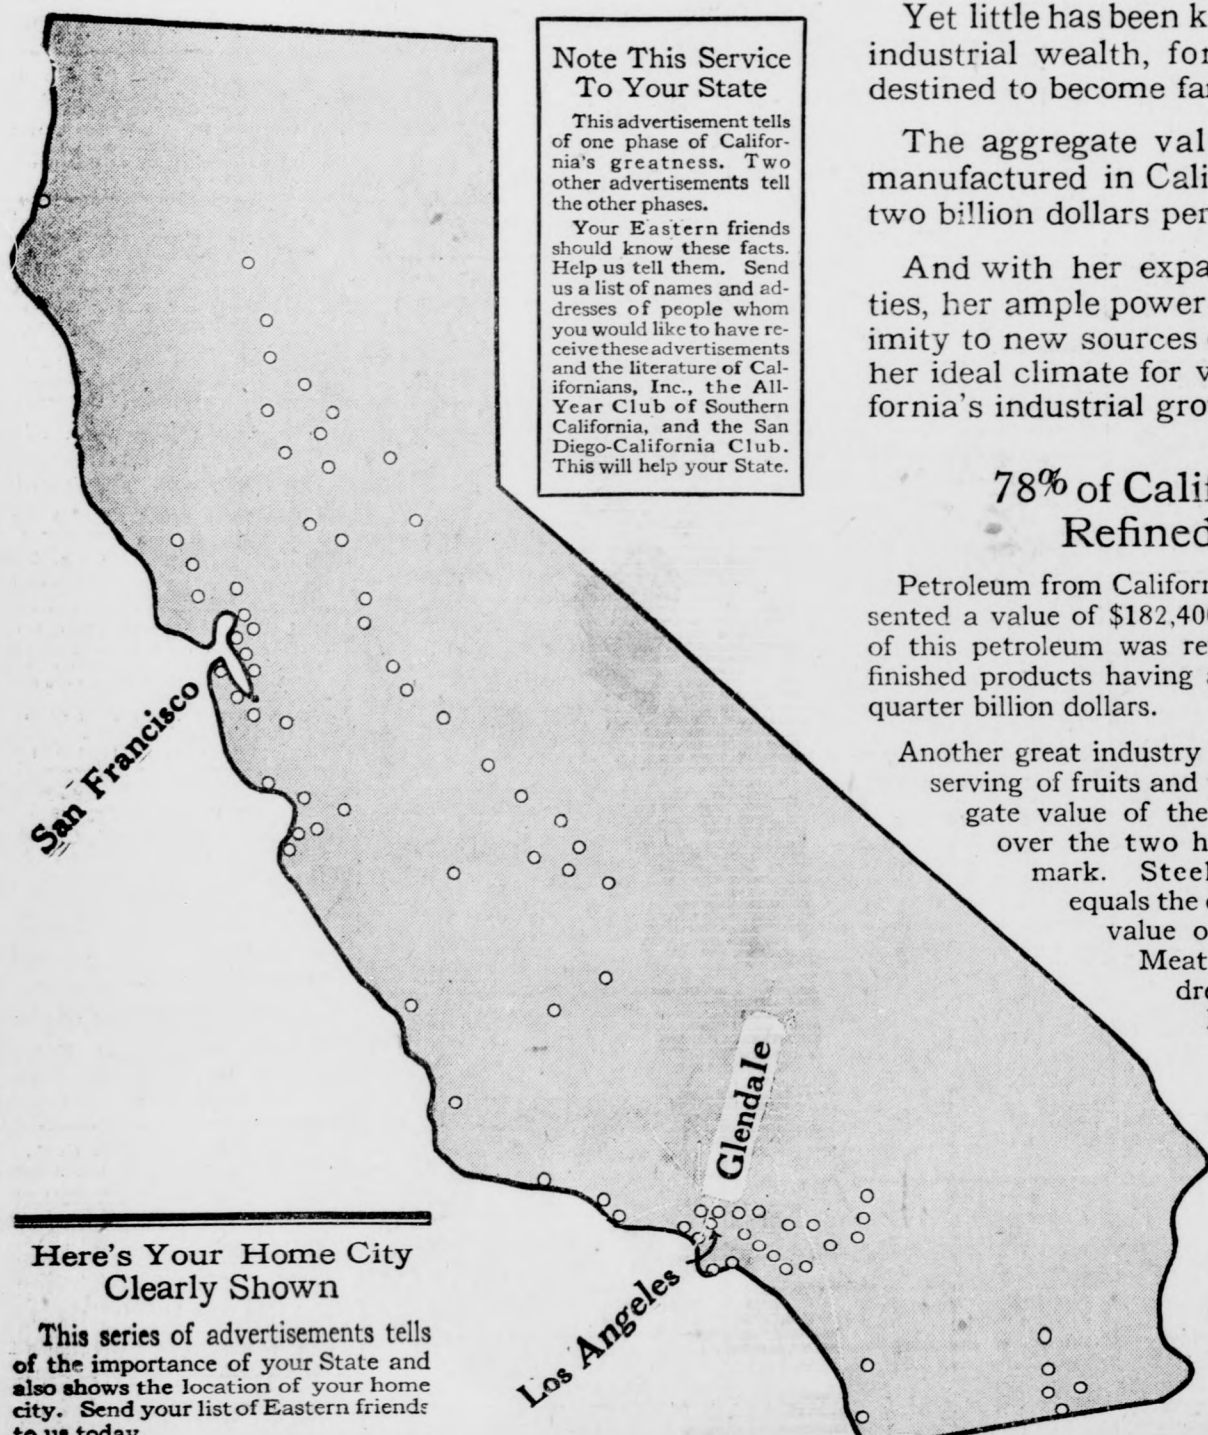 Note This Service
To Your State
This advertisement tells
of one phase of Califor-
nia's greatness. Two
other advertisements tell
the other phases.
Your Eastern friends
should know these facts.
Help us tell them. Send
us a list of names and ad-
dresses of people whom
you would like to have re-
ceive these advertisements
and the literature of Cal-
ifornians, Inc., the All-
Year Club of Southern
California, and the San
Diego-California Club.
This will help your State.
Yet little has been k
industrial wealth, for
destined to become far
The aggregate val
manufactured in Cali
two billion dollars per
And with her expa
ties, her ample power
imity to new sources
her ideal climate for v
fornia's industrial gro
78% of Calif
Refined
Petroleum from Californ
sented a value of $182,400
of this petroleum was re
finished products having a
quarter billion dollars.
Another great industry
serving of fruits and
gate value of the
over the two h
mark. Steel
equals the
value o
Meat
dre
San Francisco
Glendale
Los Angeles
Here's Your Home City
Clearly Shown
This series of advertisements tells
of the importance of your State and
also shows the location of your home
city. Send your list of Eastern friends
to us today